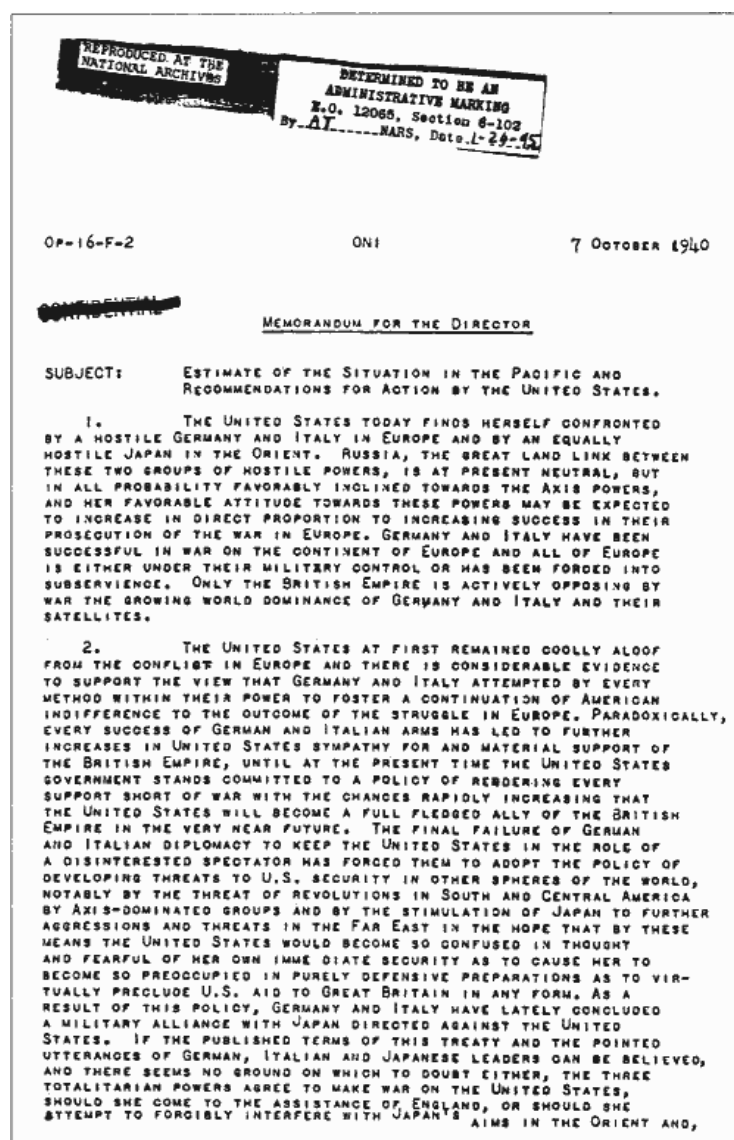 REPRODUCED AT THE
NATIONAL ARCHIVES
DETERMINED TO BE AN
ADMINISTRATIVE MARKING
E.O. 12065, Section 6-102
By AT NARS, Date 1-24-95
OP-16-F-2 ONI 7 OCTOBER 1940
CONFIDENTIAL
MEMORANDUM FOR THE DIRECTOR
SUBJECT: ESTIMATE OF THE SITUATION IN THE PACIFIC AND
RECOMMENDATIONS FOR ACTION BY THE UNITED STATES.
1. THE UNITED STATES TODAY FINDS HERSELF CONFRONTED
BY A HOSTILE GERMANY AND ITALY IN EUROPE AND BY AN EQUALLY
HOSTILE JAPAN IN THE ORIENT. RUSSIA, THE GREAT LAND LINK BETWEEN
THESE TWO GROUPS OF HOSTILE POWERS, IS AT PRESENT NEUTRAL, BUT
IN ALL PROBABILITY FAVORABLY INCLINED TOWARDS THE AXIS POWERS,
AND HER FAVORABLE ATTITUDE TOWARDS THESE POWERS MAY BE EXPECTED
TO INCREASE IN DIRECT PROPORTION TO INCREASING SUCCESS IN THEIR
PROSECUTION OF THE WAR IN EUROPE. GERMANY AND ITALY HAVE BEEN
SUCCESSFUL IN WAR ON THE CONTINENT OF EUROPE AND ALL OF EUROPE
IS EITHER UNDER THEIR MILITARY CONTROL OR HAS BEEN FORCED INTO
SUBSERVIENCE. ONLY THE BRITISH EMPIRE IS ACTIVELY OPPOSING BY
WAR THE GROWING WORLD DOMINANCE OF GERMANY AND ITALY AND THEIR
SATELLITES.
2. THE UNITED STATES AT FIRST REMAINED COOLLY ALOOF
FROM THE CONFLICT IN EUROPE AND THERE IS CONSIDERABLE EVIDENCE
TO SUPPORT THE VIEW THAT GERMANY AND ITALY ATTEMPTED BY EVERY
METHOD WITHIN THEIR POWER TO FOSTER A CONTINUATION OF AMERICAN
INDIFFERENCE TO THE OUTCOME OF THE STRUGGLE IN EUROPE. PARADOXICALLY,
EVERY SUCCESS OF GERMAN AND ITALIAN ARMS HAS LED TO FURTHER
INCREASES IN UNITED STATES SYMPATHY FOR AND MATERIAL SUPPORT OF
THE BRITISH EMPIRE, UNTIL AT THE PRESENT TIME THE UNITED STATES
GOVERNMENT STANDS COMMITTED TO A POLICY OF RENDERING EVERY
SUPPORT SHORT OF WAR WITH THE CHANCES RAPIDLY INCREASING THAT
THE UNITED STATES WILL BECOME A FULL FLEDGED ALLY OF THE BRITISH
EMPIRE IN THE VERY NEAR FUTURE. THE FINAL FAILURE OF GERMAN
AND ITALIAN DIPLOMACY TO KEEP THE UNITED STATES IN THE ROLE OF
A DISINTERESTED SPECTATOR HAS FORCED THEM TO ADOPT THE POLICY OF
DEVELOPING THREATS TO U.S. SECURITY IN OTHER SPHERES OF THE WORLD,
NOTABLY BY THE THREAT OF REVOLUTIONS IN SOUTH AND CENTRAL AMERICA
BY AXIS-DOMINATED GROUPS AND BY THE STIMULATION OF JAPAN TO FURTHER
AGGRESSIONS AND THREATS IN THE FAR EAST IN THE HOPE THAT BY THESE
MEANS THE UNITED STATES WOULD BECOME SO CONFUSED IN THOUGHT
AND FEARFUL OF HER OWN IMME DIATE SECURITY AS TO CAUSE HER TO
BECOME SO PREOCCUPIED IN PURELY DEFENSIVE PREPARATIONS AS TO VIR-
TUALLY PRECLUDE U.S. AID TO GREAT BRITAIN IN ANY FORM. AS A
RESULT OF THIS POLICY, GERMANY AND ITALY HAVE LATELY CONCLUDED
A MILITARY ALLIANCE WITH JAPAN DIRECTED AGAINST THE UNITED
STATES. IF THE PUBLISHED TERMS OF THIS TREATY AND THE POINTED
UTTERANCES OF GERMAN, ITALIAN AND JAPANESE LEADERS CAN BE BELIEVED,
AND THERE SEEMS NO GROUND ON WHICH TO DOUBT EITHER, THE THREE
TOTALITARIAN POWERS AGREE TO MAKE WAR ON THE UNITED STATES,
SHOULD SHE COME TO THE ASSISTANCE OF ENGLAND, OR SHOULD SHE
ATTEMPT TO FORCIBLY INTERFERE WITH JAPAN'S AIMS IN THE ORIENT AND,